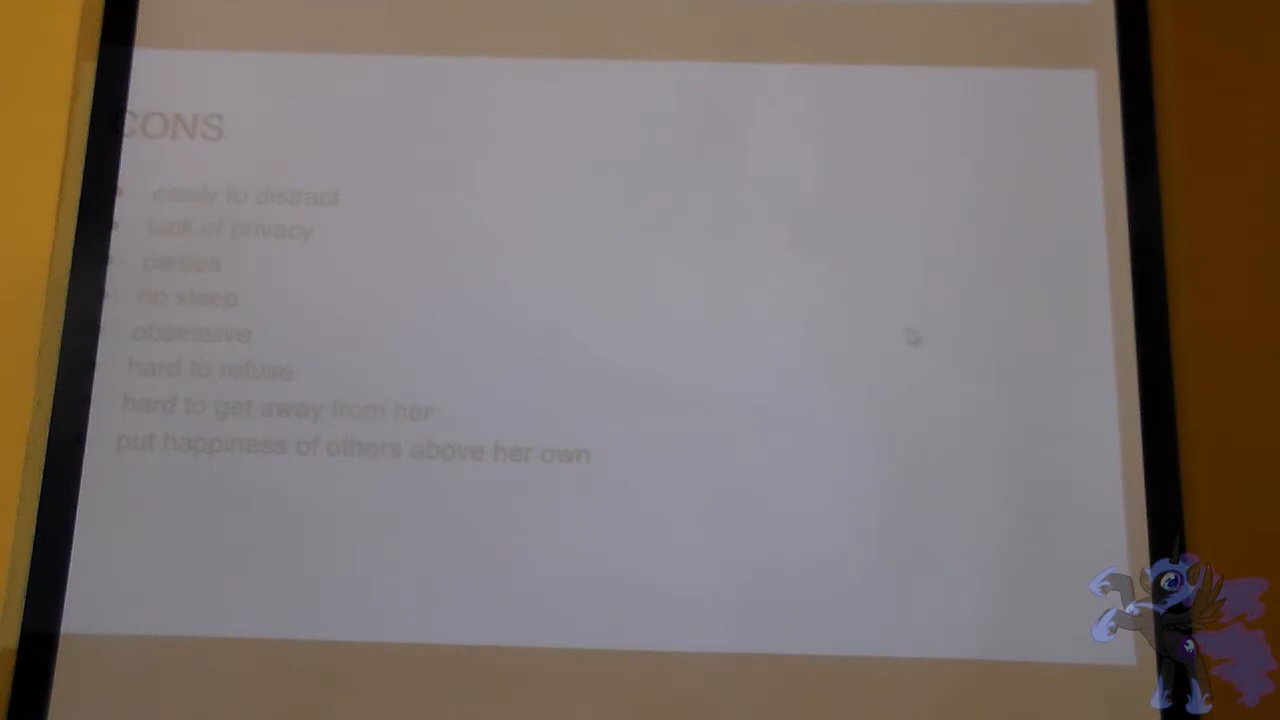 CONS
easily to distract
lack of privacy
parties
no sleep
obsessive
hard to refuse
hard to get away from her
put happiness of others above her own